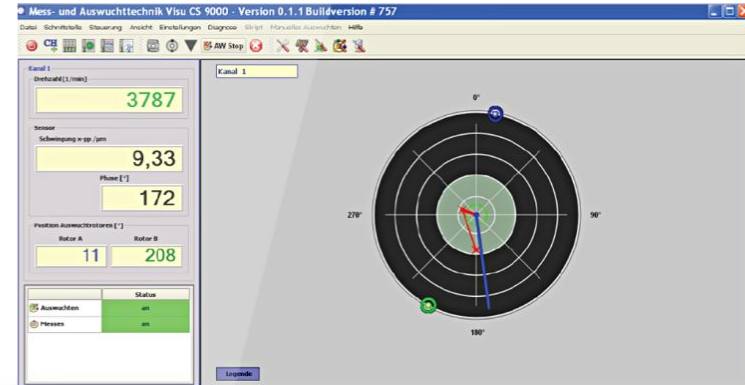 Mess- und Auswuchttechnik Visu CS 9000 - Version 0.1.1 Buildversion # 757
Datei Schnittstelle Steuerung Ansicht Einstellungen Diagnose Skript Manuelles Auswuchten Hilfe
CH
AW Stop
Kanal 1
Drehzahl [1/min]
3787
Sensor
Schwingung x-pp /µm
9,33
Phase [°]
172
Position Auswuchtrotoren [°]
Rotor A Rotor B
11 208
Status
Auswuchten an
Messen an
Kanal 1
0°
270°
90°
180°
Legende